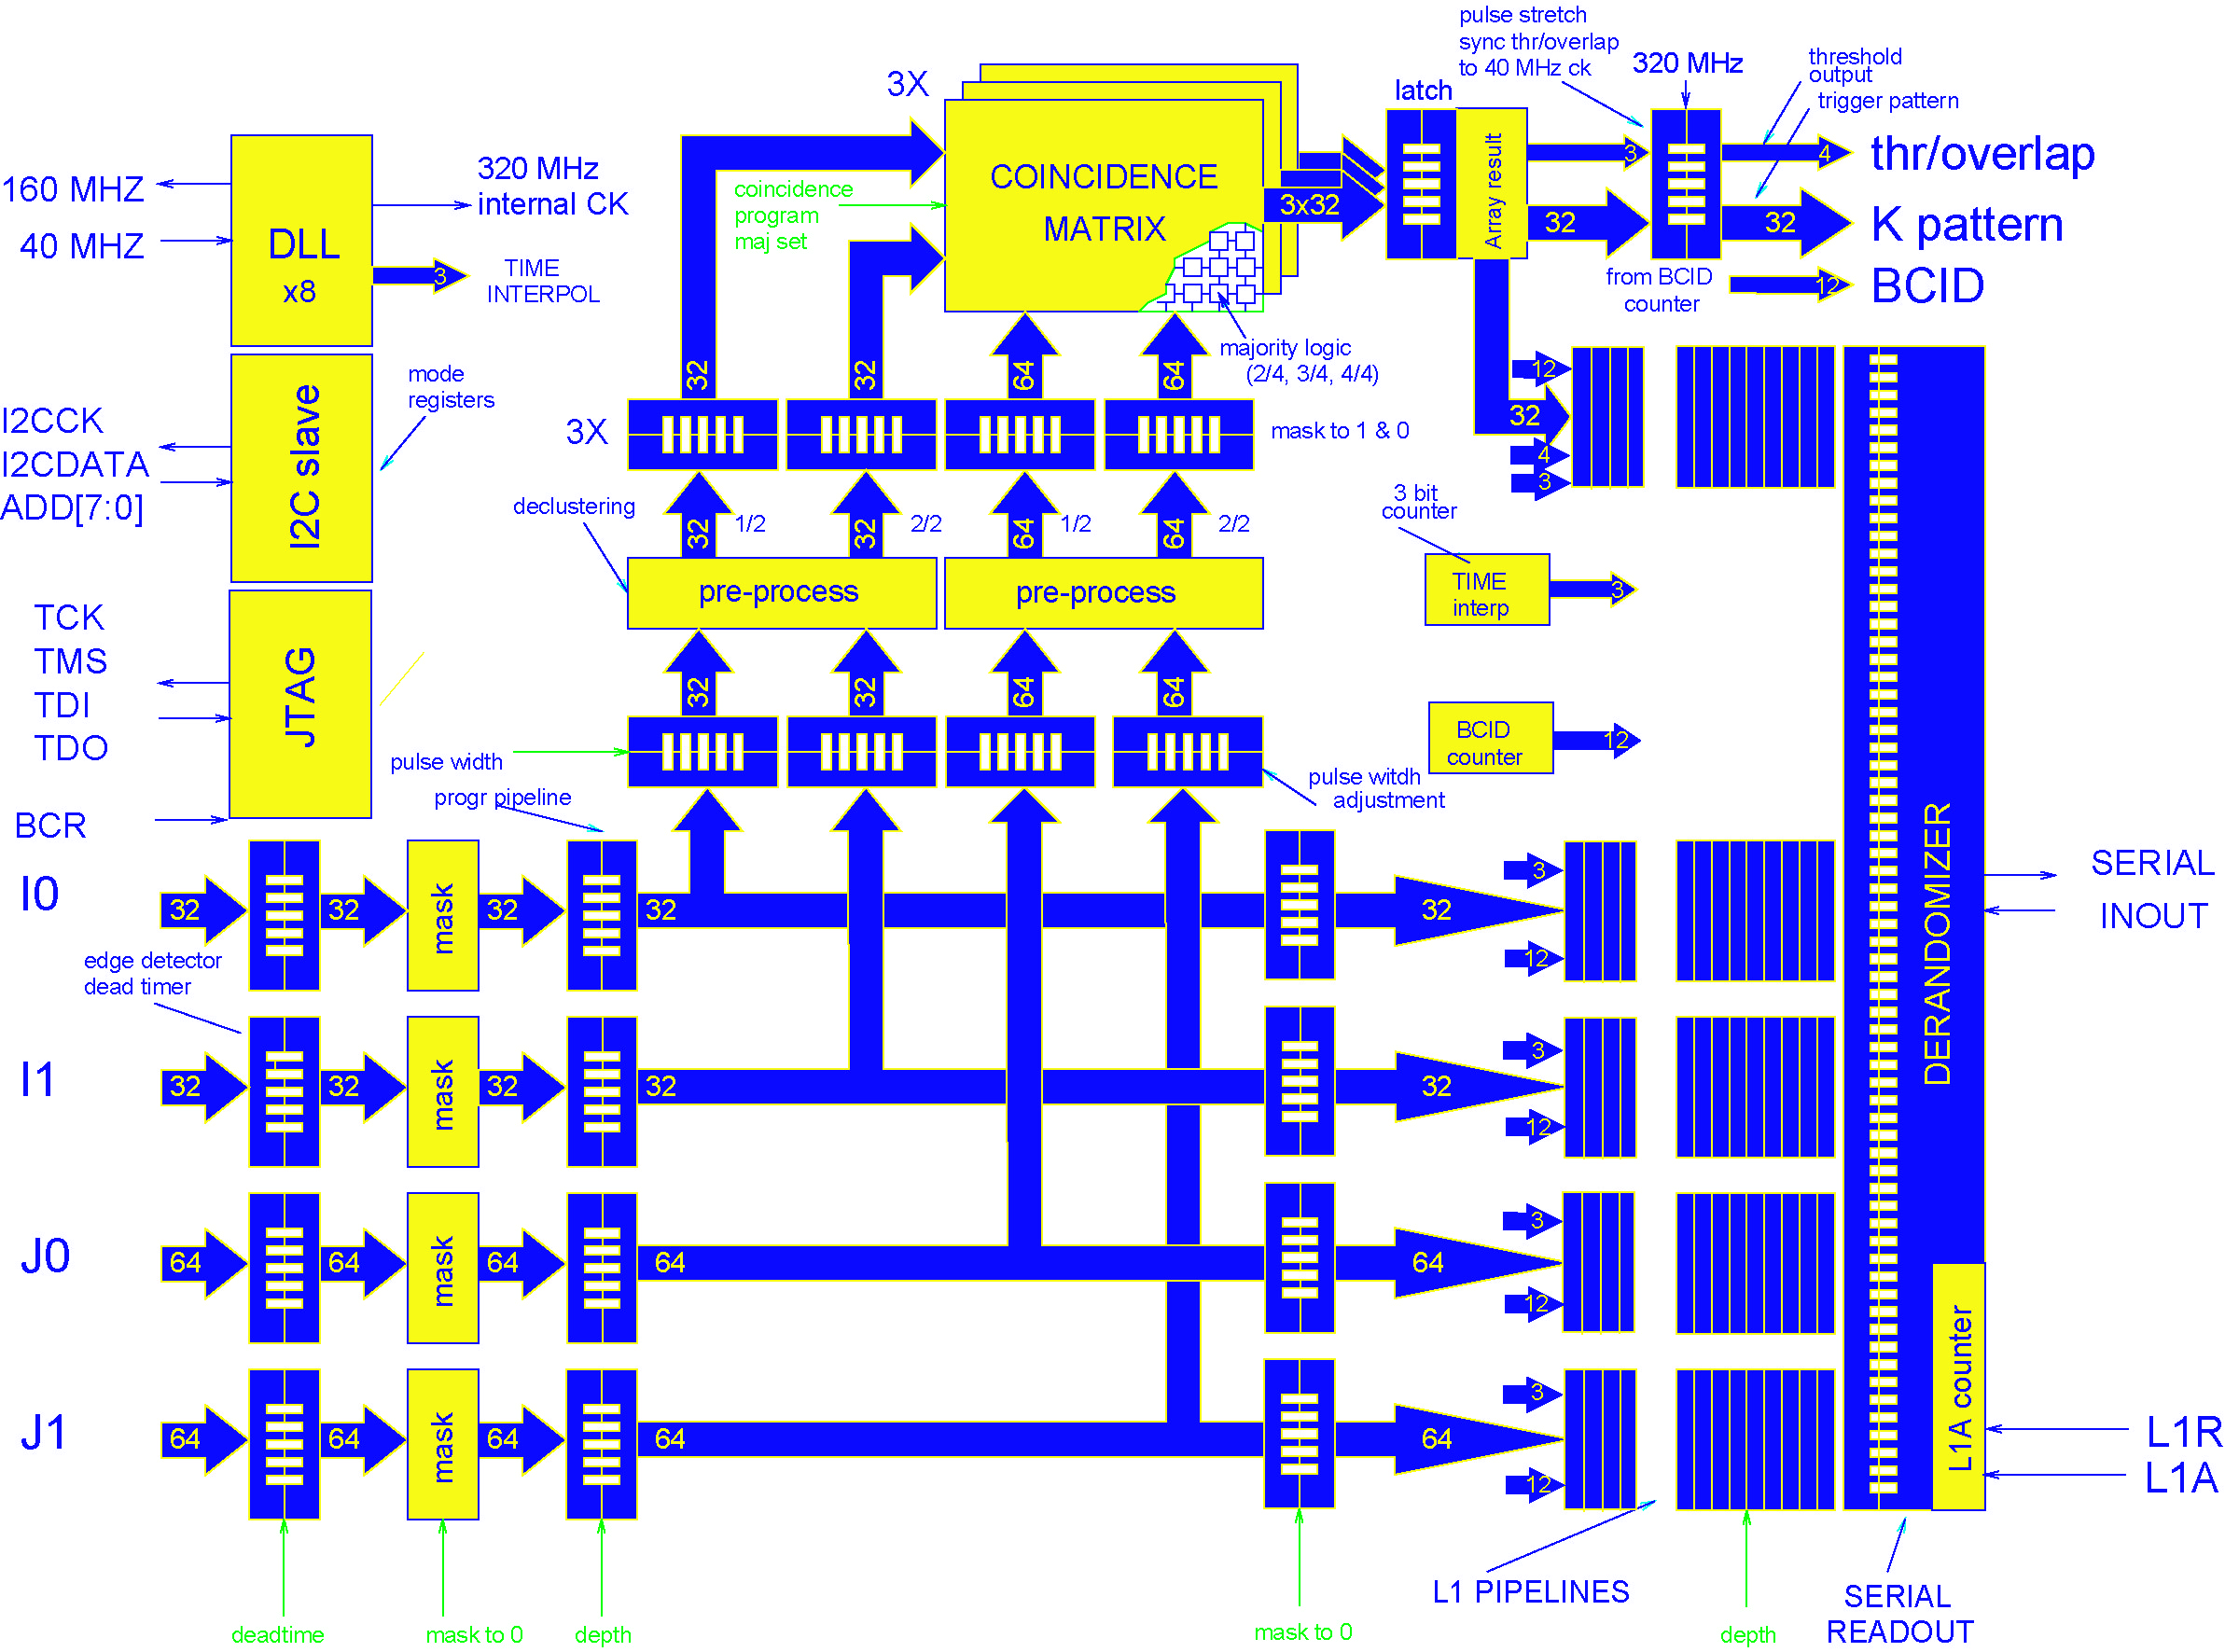 pulse stretch
sync thr/overlap
to 40 MHz ck
320 MHz
threshold
output
trigger pattern
3X
latch
160 MHZ
40 MHZ
DLL
x8
320 MHz
internal CK
3
TIME
INTERPOL
coincidence
program
maj set
COINCIDENCE
MATRIX
3x32
Array result
3
32
4
thr/overlap
32
K pattern
from BCID
counter
12
BCID
majority logic
(2/4, 3/4, 4/4)
I2CCK
I2CDATA
ADD[7:0]
I2C slave
mode
registers
32
32
64
64
3X
mask to 1 & 0
12
32
4
3
declustering
32
1/2
32
2/2
64
1/2
64
2/2
3 bit
counter
pre-process
pre-process
TIME
interp
3
TCK
TMS
TDI
TDO
JTAG
32
32
64
64
BCID
counter
12
pulse width
progr pipeline
pulse witdh
adjustment
BCR
I0
32
32
mask
32
32
32
3
12
edge detector
dead timer
I1
32
32
mask
32
32
32
3
12
J0
64
64
mask
64
64
64
3
12
J1
64
64
mask
64
64
64
3
12
DERANDOMIZER
SERIAL
INOUT
L1A counter
L1R
L1A
L1 PIPELINES
SERIAL
READOUT
deadtime
mask to 0
depth
mask to 0
depth